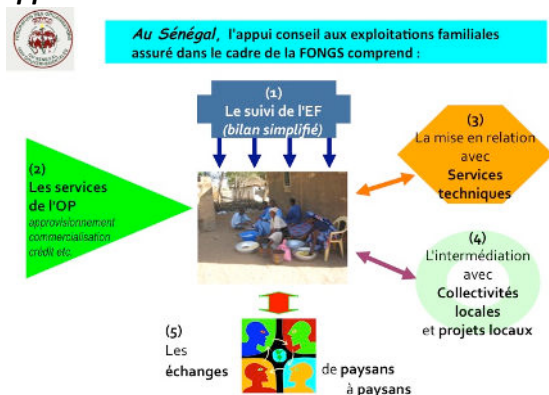 Au Sénégal, l'appui conseil aux exploitations familiales
assuré dans le cadre de la FONGS comprend :
(1)
Le suivi de l'EF
(bilan simplifié)
(2)
Les services
de l'OP
approvisionnement
commercialisation
crédit etc.
(3)
La mise en relation
avec
Services
techniques
(4)
L'intermédiation
avec
Collectivités
locales
et projets locaux
(5)
Les
échanges
de paysans
à paysans